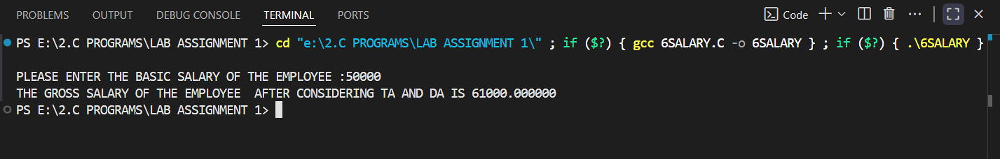 PROBLEMS OUTPUT DEBUG CONSOLE TERMINAL PORTS Code
PS E:\2.C PROGRAMS\LAB ASSIGNMENT 1> cd "e:\2.C PROGRAMS\LAB ASSIGNMENT 1\" ; if ($?) { gcc 6SALARY.C -o 6SALARY } ; if ($?) { .\6SALARY }
PLEASE ENTER THE BASIC SALARY OF THE EMPLOYEE :50000
THE GROSS SALARY OF THE EMPLOYEE  AFTER CONSIDERING TA AND DA IS 61000.000000
PS E:\2.C PROGRAMS\LAB ASSIGNMENT 1>